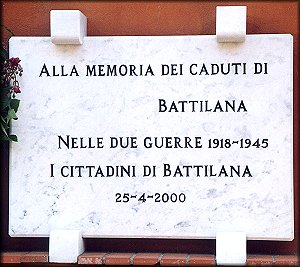 ALLA MEMORIA DEI CADUTI DI
BATTILANA
NELLE DUE GUERRE 1918-1945
I CITTADINI DI BATTILANA
25-4-2000